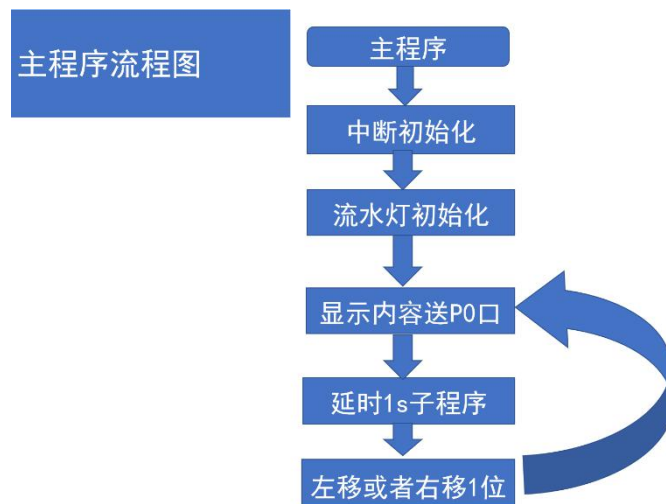 主程序流程图
主程序
中断初始化
流水灯初始化
显示内容送P0口
延时1s子程序
左移或者右移1位